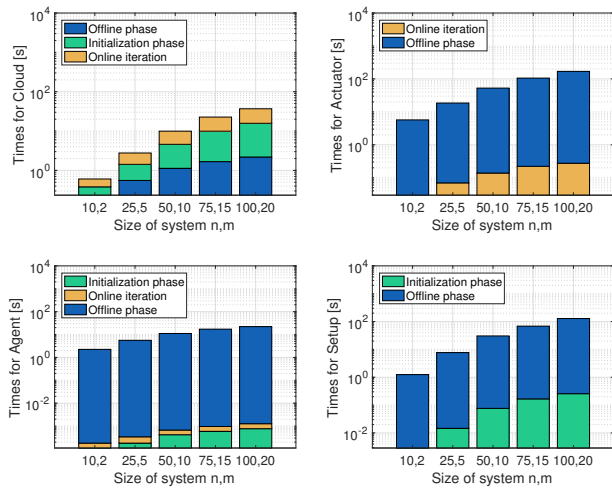 Times for Cloud [s]
10^4
10^2
10^0
Offline phase
Initialization phase
Online iteration
10,2 25,5 50,10 75,15 100,20
Size of system n,m
Times for Actuator [s]
10^4
10^2
10^0
Online iteration
Offline phase
10,2 25,5 50,10 75,15 100,20
Size of system n,m
Times for Agent [s]
10^4
10^2
10^0
10^-2
Initialization phase
Online iteration
Offline phase
10,2 25,5 50,10 75,15 100,20
Size of system n,m
Times for Setup [s]
10^4
10^2
10^0
10^-2
Initialization phase
Offline phase
10,2 25,5 50,10 75,15 100,20
Size of system n,m